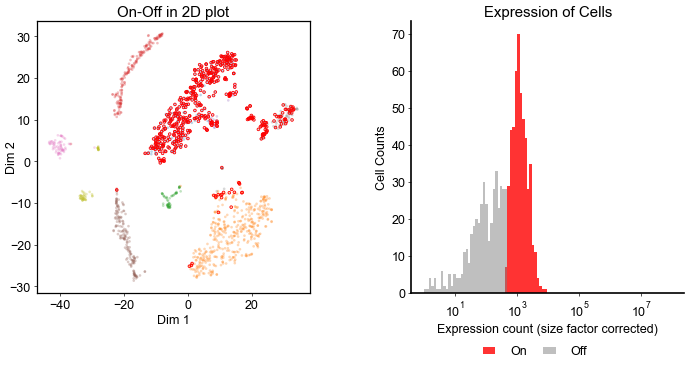 On-Off in 2D plot
30
20
10
0
−10
−20
−30
Dim 2
−40
−20
0
20
Dim 1
Expression of Cells
70
60
50
40
30
20
10
0
Cell Counts
10^1
10^3
10^5
10^7
Expression count (size factor corrected)
On
Off